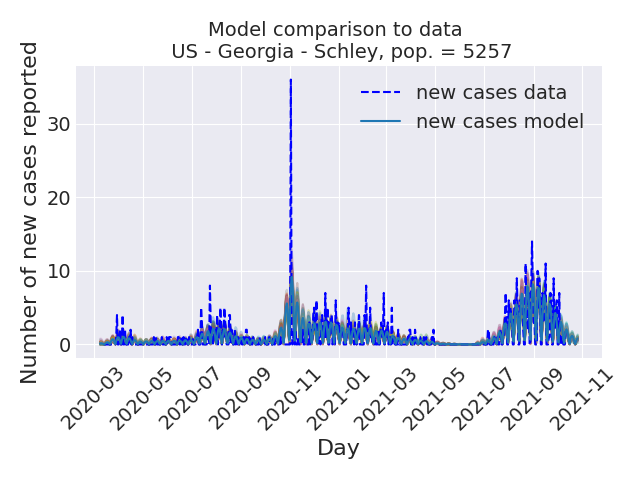 Model comparison to data
US - Georgia - Schley, pop. = 5257
Number of new cases reported
30
20
10
0
new cases data
new cases model
2020-03
2020-05
2020-07
2020-09
2020-11
2021-01
2021-03
2021-05
2021-07
2021-09
2021-11
Day